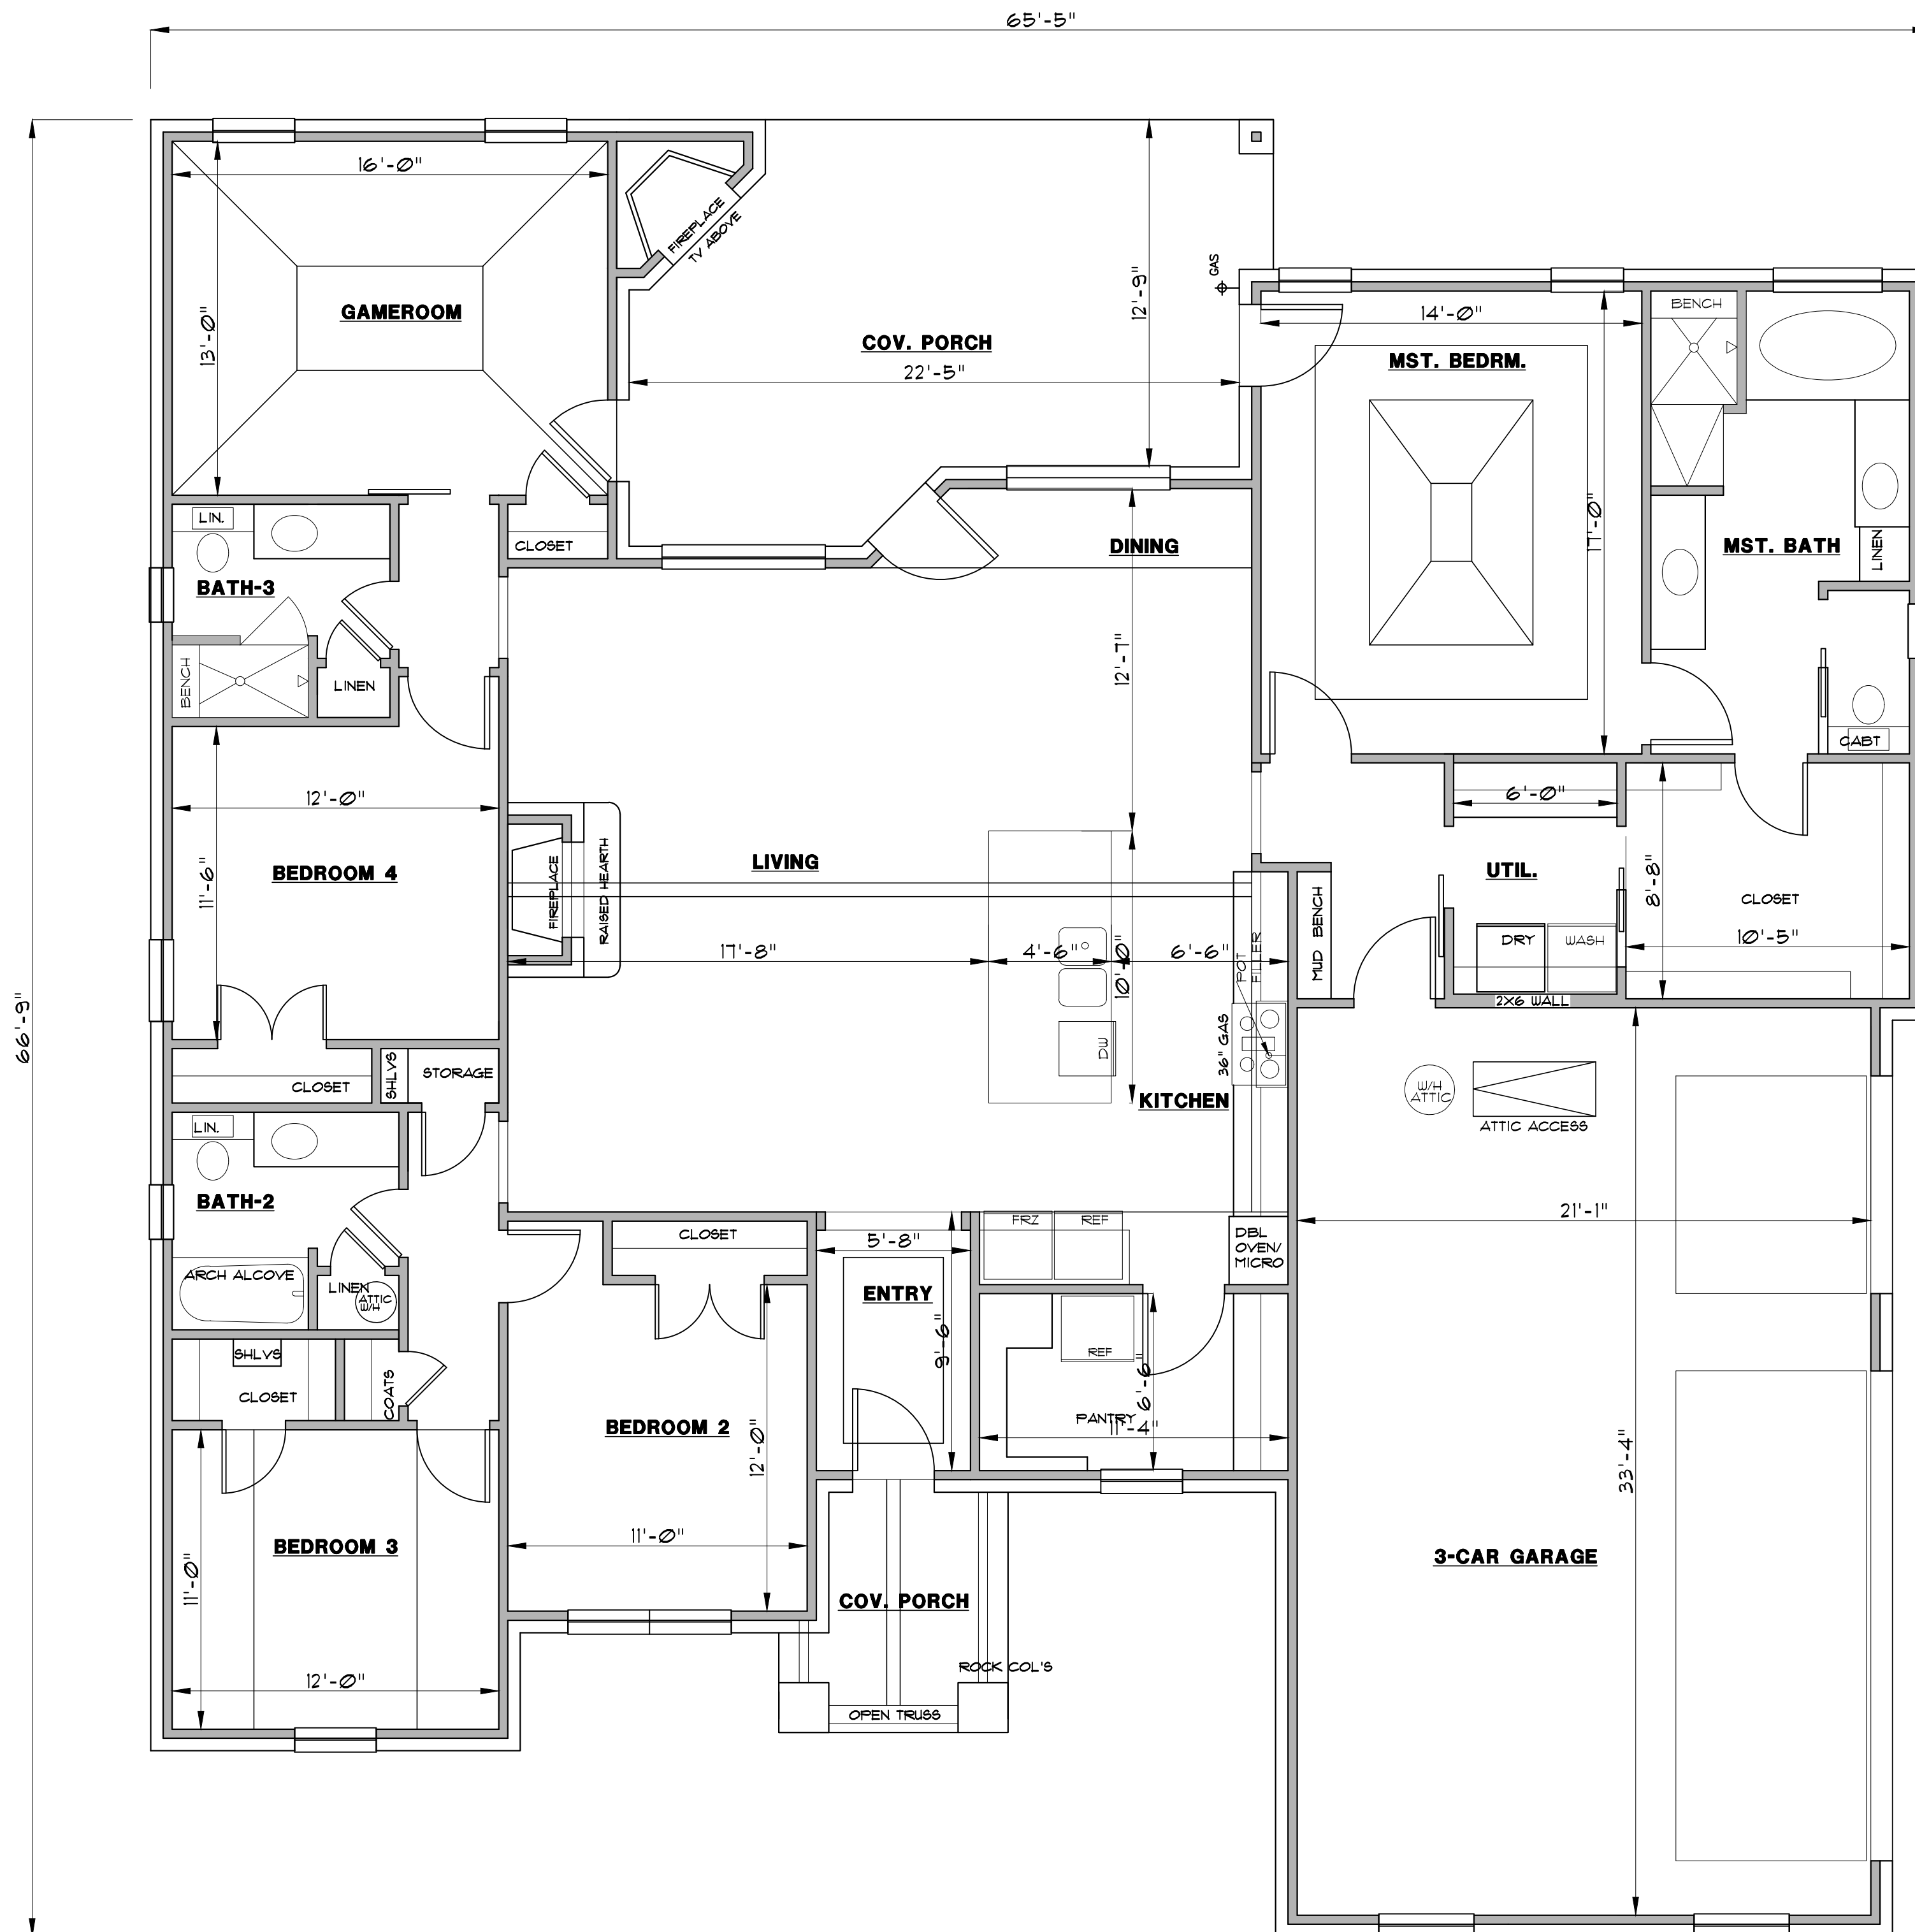 65'-5"
66'-9"
16'-0"
13'-0"
GAMEROOM
FIREPLACE
TV ABOVE
COV. PORCH
22'-5"
12'-9"
GAS
14'-0"
MST. BEDRM.
17'-0"
BENCH
MST. BATH
LINEN
CABT
LIN.
BATH-3
BENCH
LINEN
CLOSET
DINING
12'-7"
12'-0"
11'-6"
BEDROOM 4
FIREPLACE
RAISED HEARTH
LIVING
17'-8"
4'-6"
10'-0"
6'-6"
POT
FILLER
MUD BENCH
6'-0"
UTIL.
DRY
WASH
2X6 WALL
8'-8"
CLOSET
10'-5"
CLOSET
SHLVS
STORAGE
DW
36" GAS
KITCHEN
W/H
ATTIC
ATTIC ACCESS
LIN.
BATH-2
ARCH ALCOVE
LINEN
ATTIC
W/H
CLOSET
5'-8"
ENTRY
9'-6"
FRZ
REF
DBL
OVEN/
MICRO
21'-1"
SHLVS
CLOSET
COATS
BEDROOM 2
12'-0"
11'-0"
REF
6'-6"
PANTRY
11'-4"
33'-4"
3-CAR GARAGE
BEDROOM 3
11'-0"
12'-0"
COV. PORCH
ROCK COL'S
OPEN TRUSS